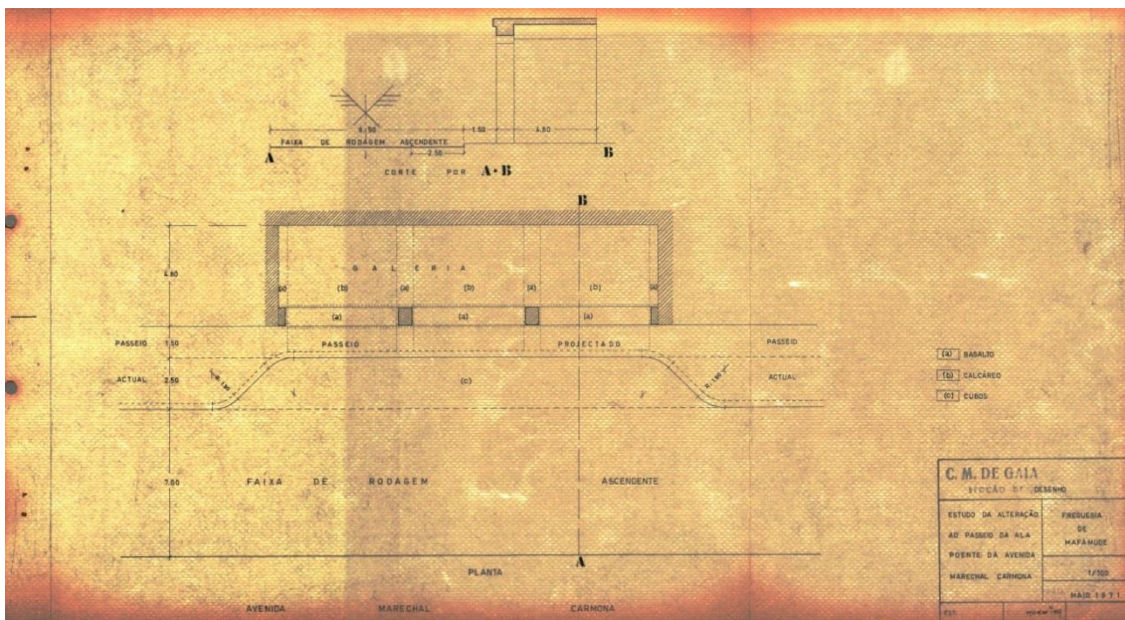 9.50 1.50 4.80
FAIXA DE RODAGEM ASCENDENTE
2.50
A B
CORTE POR A·B
B
4.80
GALERIA
(a) (b) (a) (b) (a) (b) (a)
(a) (a) (a)
PASSEIO 1.50 PASSEIO PROJECTADO PASSEIO
ACTUAL 2.50 (c) ACTUAL
7.00 FAIXA DE RODAGEM ASCENDENTE
A
PLANTA
AVENIDA MARECHAL CARMONA
(a) BASALTO
(b) CALCÁREO
(c) CUBOS
C. M. DE GAIA
SECÇÃO DE DESENHO
ESTUDO DA ALTERAÇÃO
AO PASSEIO DA ALA
POENTE DA AVENIDA
MARECHAL CARMONA
FREGUESIA
DE
MAFAMUDE
1/100
MAIO 1971